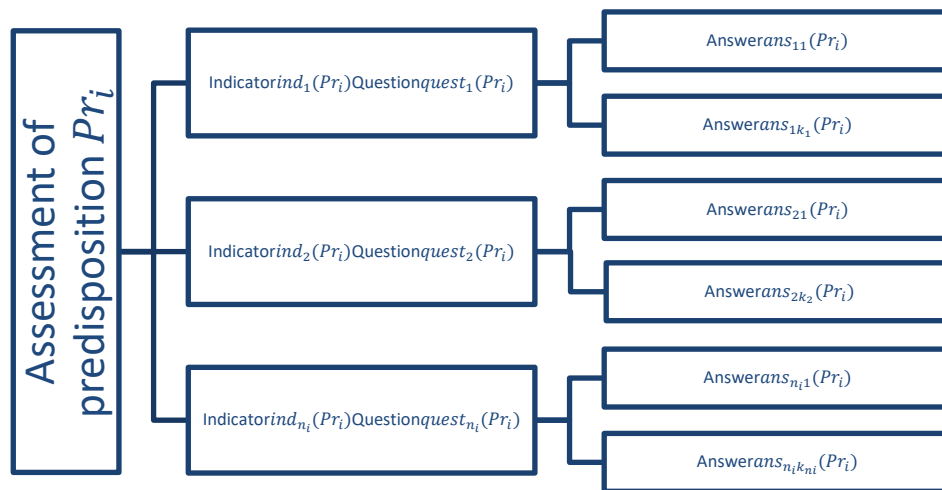 Assessment of
predisposition Pr_i
Indicatorind_1(Pr_i)Questionquest_1(Pr_i)
Answerans_{11}(Pr_i)
Answerans_{1k_1}(Pr_i)
Indicatorind_2(Pr_i)Questionquest_2(Pr_i)
Answerans_{21}(Pr_i)
Answerans_{2k_2}(Pr_i)
Indicatorind_{n_i}(Pr_i)Questionquest_{n_i}(Pr_i)
Answerans_{n_i1}(Pr_i)
Answerans_{n_ik_{ni}}(Pr_i)